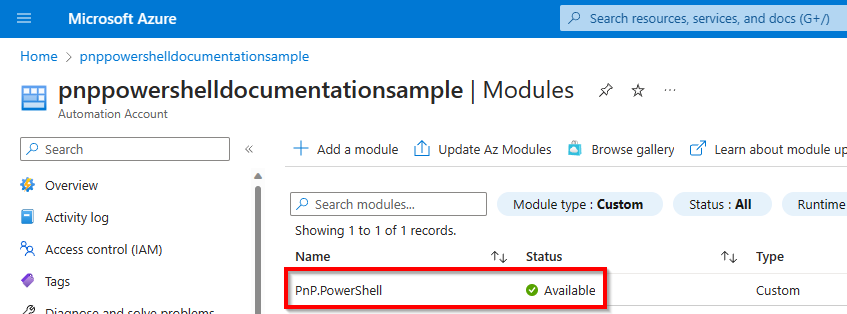 Microsoft Azure
Search resources, services, and docs (G+/)
Home > pnppowershelldocumentationsample >
pnppowershelldocumentationsample | Modules
Automation Account
Search
Overview
Activity log
Access control (IAM)
Tags
Diagnose and solve problems
Add a module
Update Az Modules
Browse gallery
Learn about module up
Search modules...
Module type : Custom
Status : All
Runtime
Showing 1 to 1 of 1 records.
Name
Status
Type
PnP.PowerShell
Available
Custom